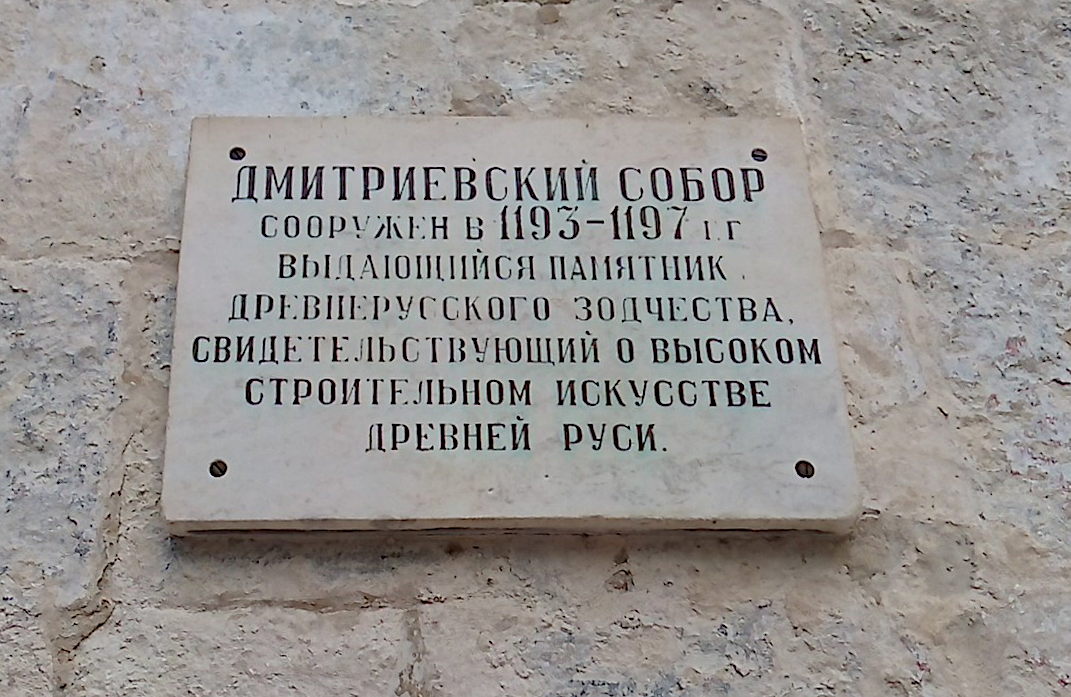 ДМИТРИЕВСКИЙ СОБОР
СООРУЖЕН В 1193–1197 Г.Г
ВЫДАЮЩИЙСЯ ПАМЯТНИК
ДРЕВНЕРУССКОГО ЗОДЧЕСТВА,
СВИДЕТЕЛЬСТВУЮЩИЙ О ВЫСОКОМ
СТРОИТЕЛЬНОМ ИСКУССТВЕ
ДРЕВНЕЙ РУСИ.